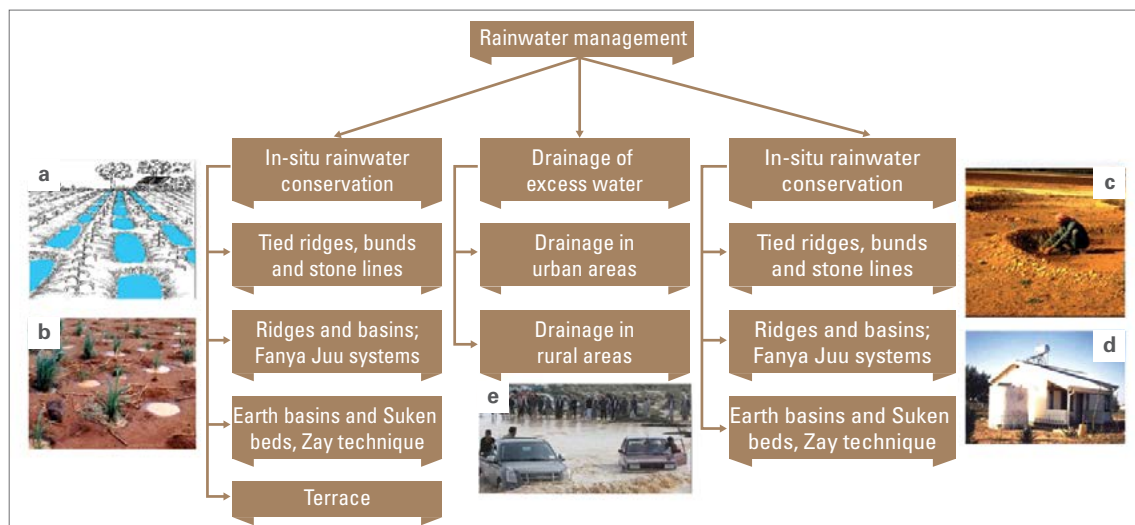 Rainwater management
In-situ rainwater
conservation
Tied ridges, bunds
and stone lines
Ridges and basins;
Fanya Juu systems
Earth basins and Suken
beds, Zay technique
Terrace
Drainage of
excess water
Drainage in
urban areas
Drainage in
rural areas
In-situ rainwater
conservation
Tied ridges, bunds
and stone lines
Ridges and basins;
Fanya Juu systems
Earth basins and Suken
beds, Zay technique
a
b
c
d
e